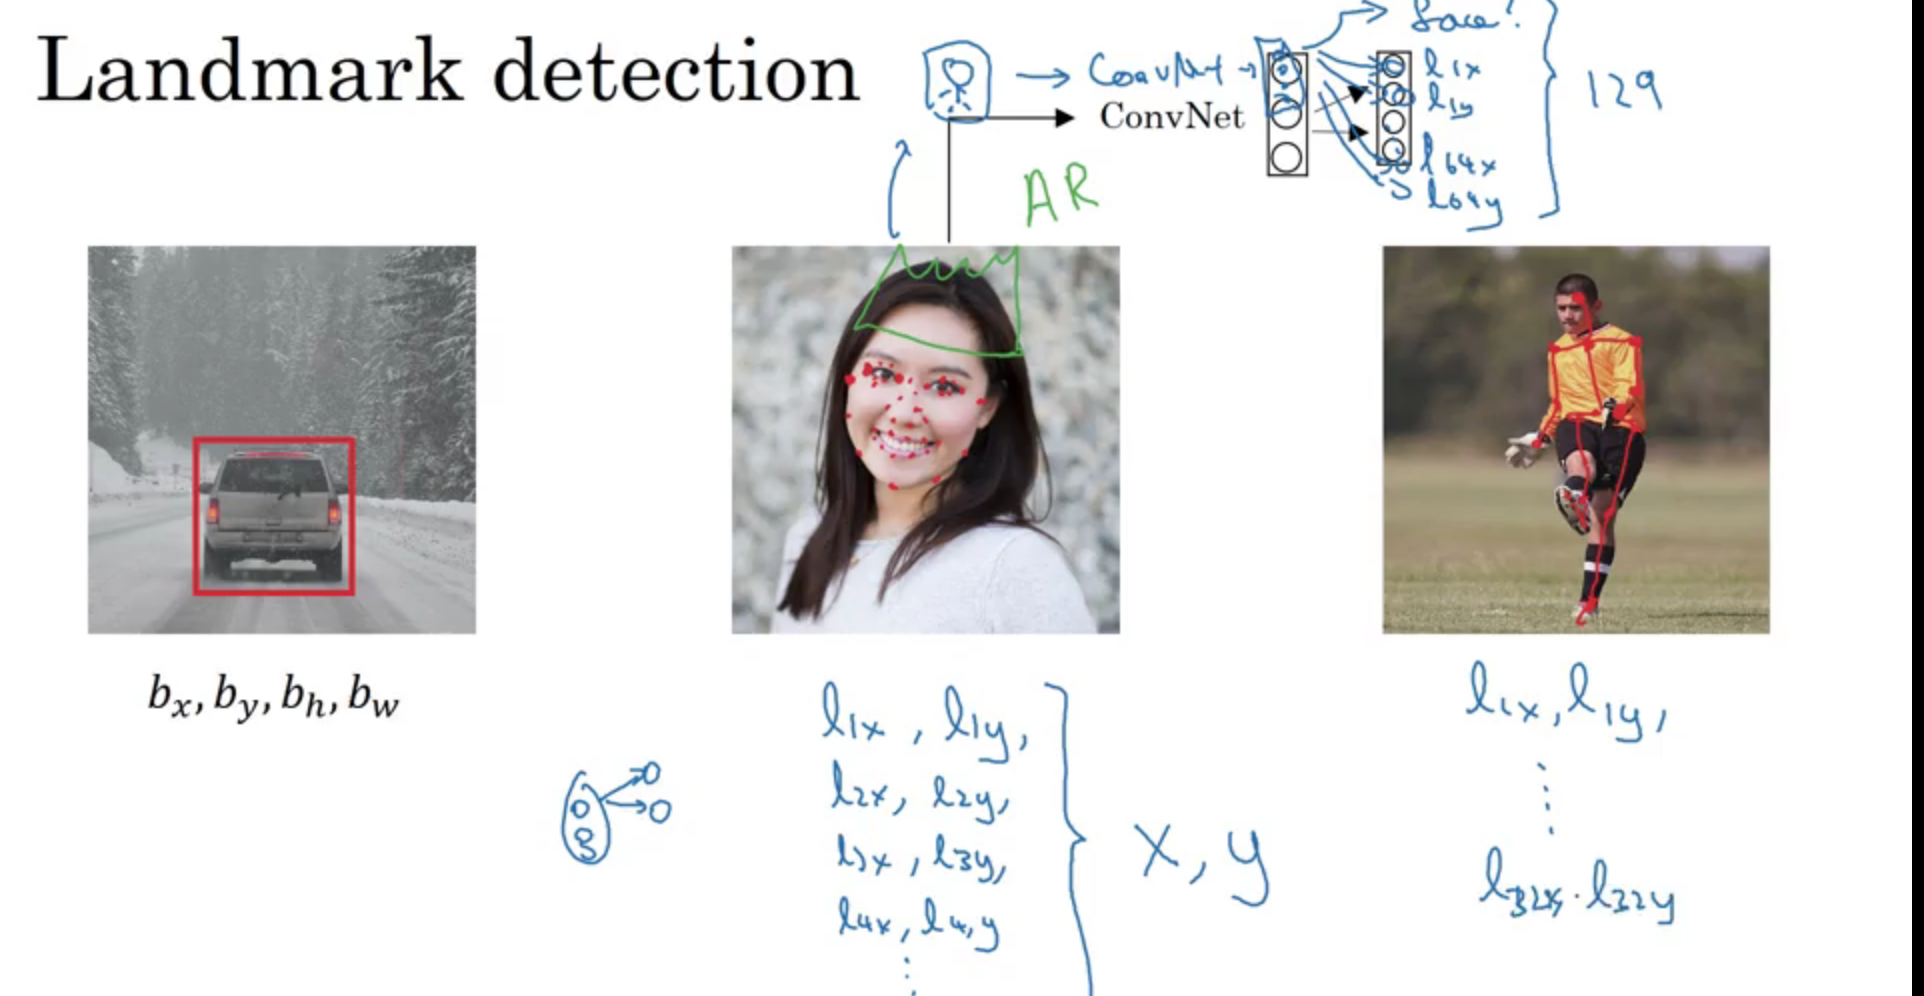 Landmark detection
→ ConvNet → face?
ConvNet
l1x
l1y
l64x
l64y
129
AR
bx, by, bh, bw
l1x, l1y,
l2x, l2y,
l3x, l3y,
l4x, l4,y
⋮
x, y
l1x, l1y,
⋮
l32x, l32y